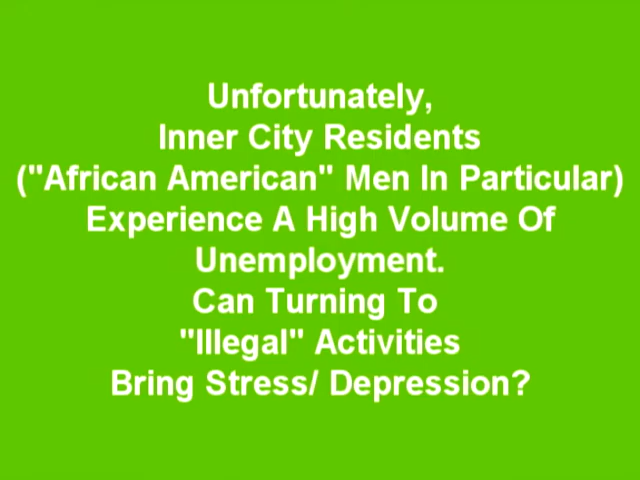 Unfortunately,
Inner City Residents
("African American" Men In Particular)
Experience A High Volume Of
Unemployment.
Can Turning To
"Illegal" Activities
Bring Stress/ Depression?